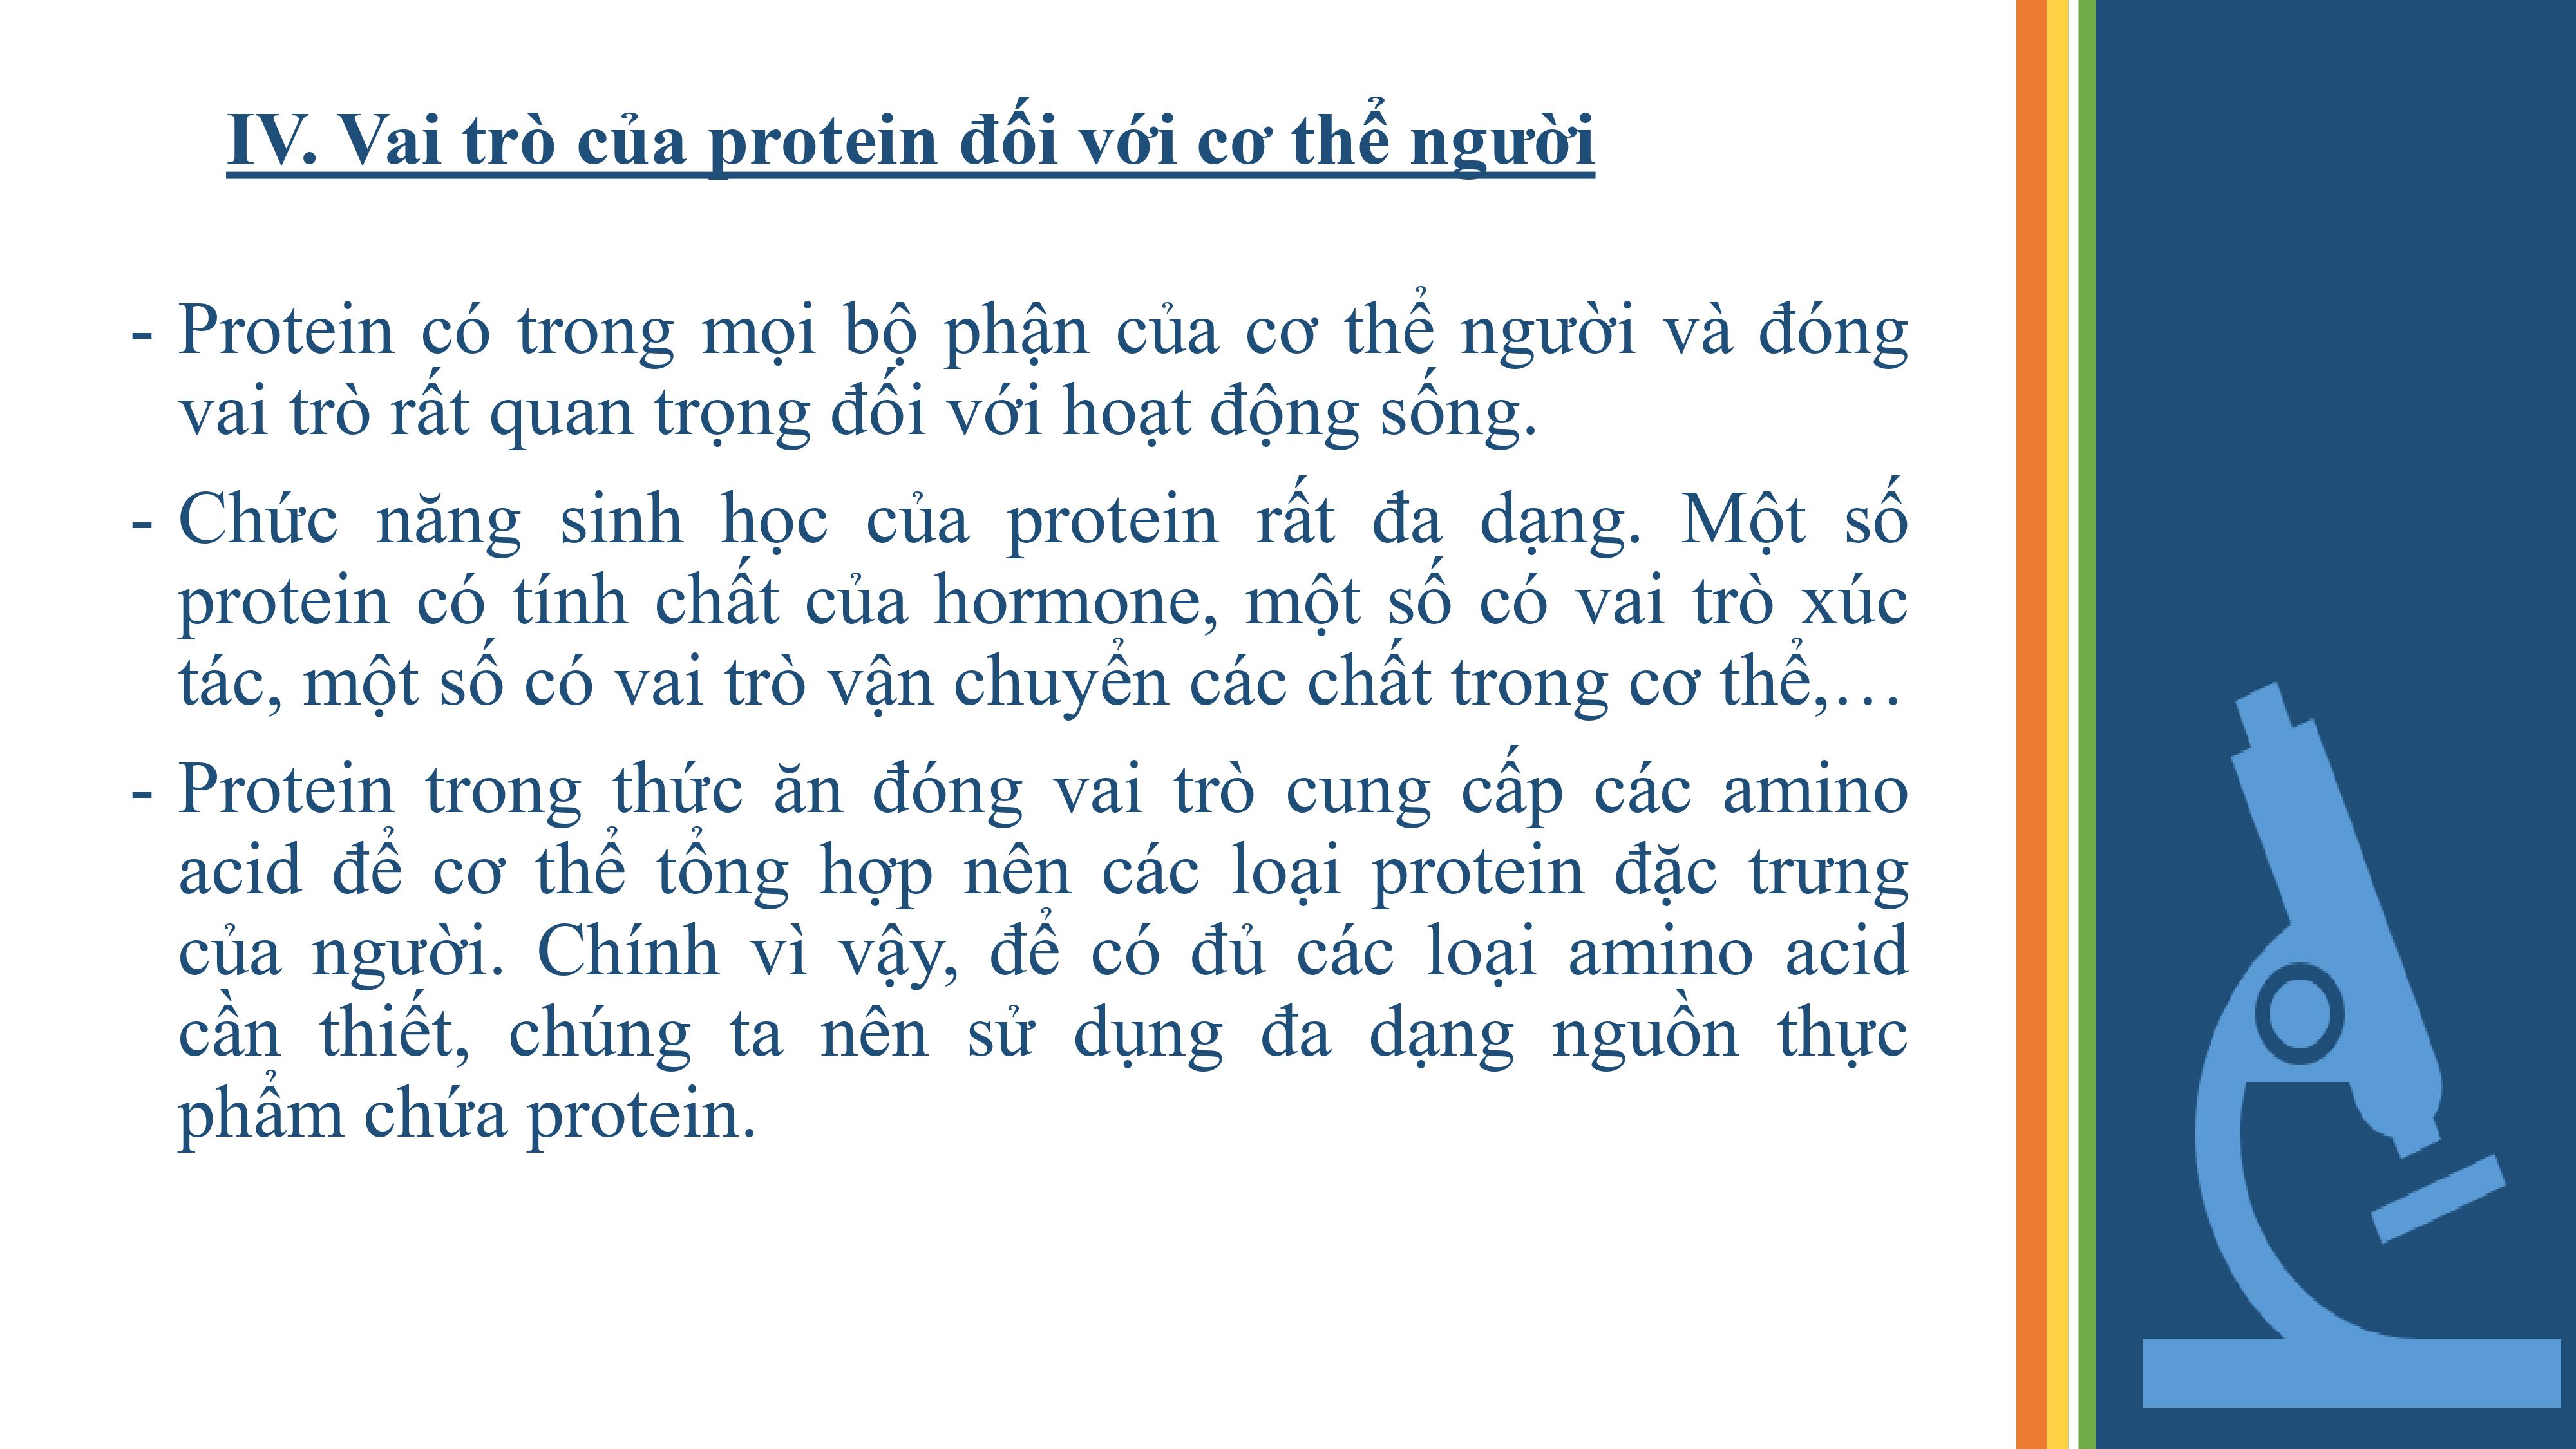 IV. Vai trò của protein đối với cơ thể người
- Protein có trong mọi bộ phận của cơ thể người và đóng
vai trò rất quan trọng đối với hoạt động sống.
- Chức năng sinh học của protein rất đa dạng. Một số
protein có tính chất của hormone, một số có vai trò xúc
tác, một số có vai trò vận chuyển các chất trong cơ thể,…
- Protein trong thức ăn đóng vai trò cung cấp các amino
acid để cơ thể tổng hợp nên các loại protein đặc trưng
của người. Chính vì vậy, để có đủ các loại amino acid
cần thiết, chúng ta nên sử dụng đa dạng nguồn thực
phẩm chứa protein.